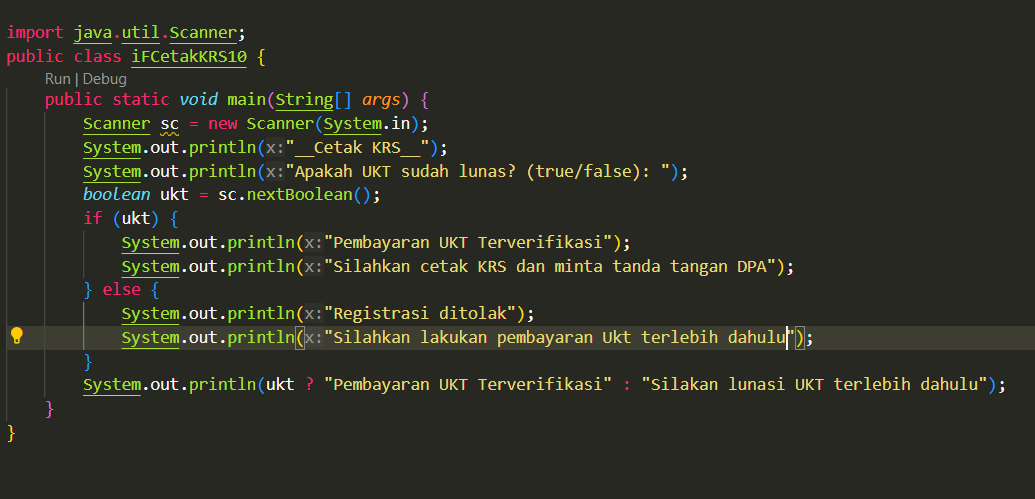 import java.util.Scanner;
public class iFCetakKRS10 {
Run | Debug
public static void main(String[] args) {
Scanner sc = new Scanner(System.in);
System.out.println(x:"__Cetak KRS__");
System.out.println(x:"Apakah UKT sudah lunas? (true/false): ");
boolean ukt = sc.nextBoolean();
if (ukt) {
System.out.println(x:"Pembayaran UKT Terverifikasi");
System.out.println(x:"Silahkan cetak KRS dan minta tanda tangan DPA");
} else {
System.out.println(x:"Registrasi ditolak");
System.out.println(x:"Silahkan lakukan pembayaran Ukt terlebih dahulu");
}
System.out.println(ukt ? "Pembayaran UKT Terverifikasi" : "Silakan lunasi UKT terlebih dahulu");
}
}